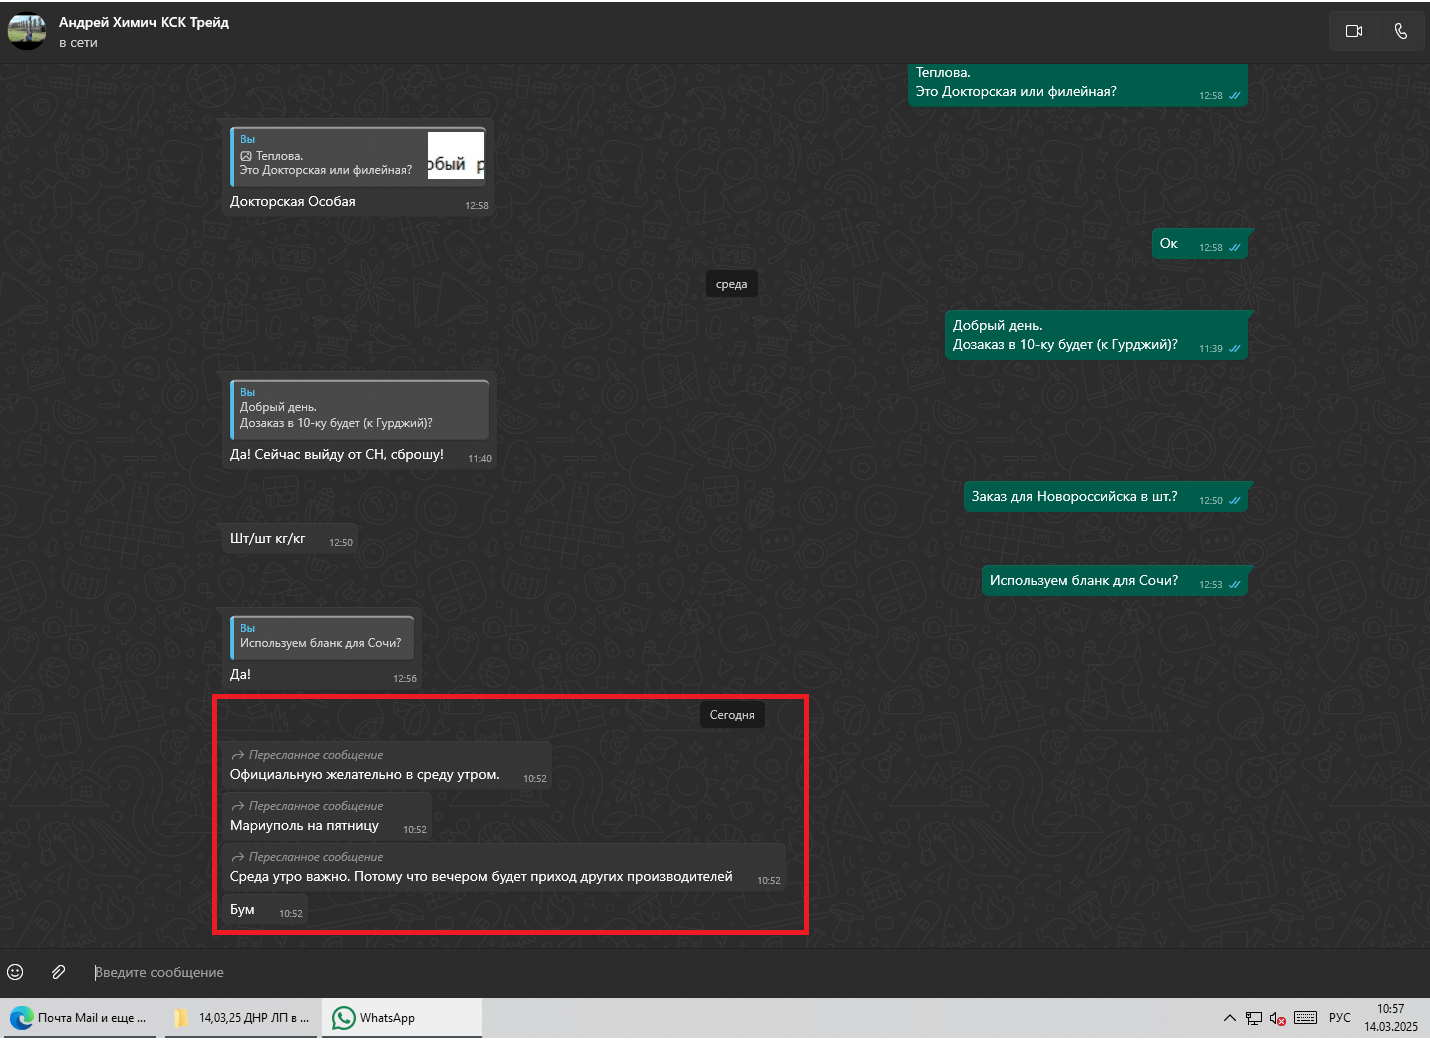 Андрей Химич КСК Трейд
в сети
Теплова.
Это Докторская или филейная?
12:58
Вы
Теплова.
Это Докторская или филейная?
обый р
Докторская Особая
12:58
Ок
12:58
среда
Добрый день.
Дозаказ в 10-ку будет (к Гурджий)?
11:39
Вы
Добрый день.
Дозаказ в 10-ку будет (к Гурджий)?
Да! Сейчас выйду от СН, сброшу!
11:40
Заказ для Новороссийска в шт.?
12:50
Шт/шт кг/кг
12:50
Используем бланк для Сочи?
12:53
Вы
Используем бланк для Сочи?
Да!
12:56
Сегодня
Пересланное сообщение
Официальную желательно в среду утром.
10:52
Пересланное сообщение
Мариуполь на пятницу
10:52
Пересланное сообщение
Среда утро важно. Потому что вечером будет приход других производителей
10:52
Бум
10:52
Введите сообщение
Почта Mail и еще ...
14,03,25 ДНР ЛП в ...
WhatsApp
РУС
10:57
14.03.2025